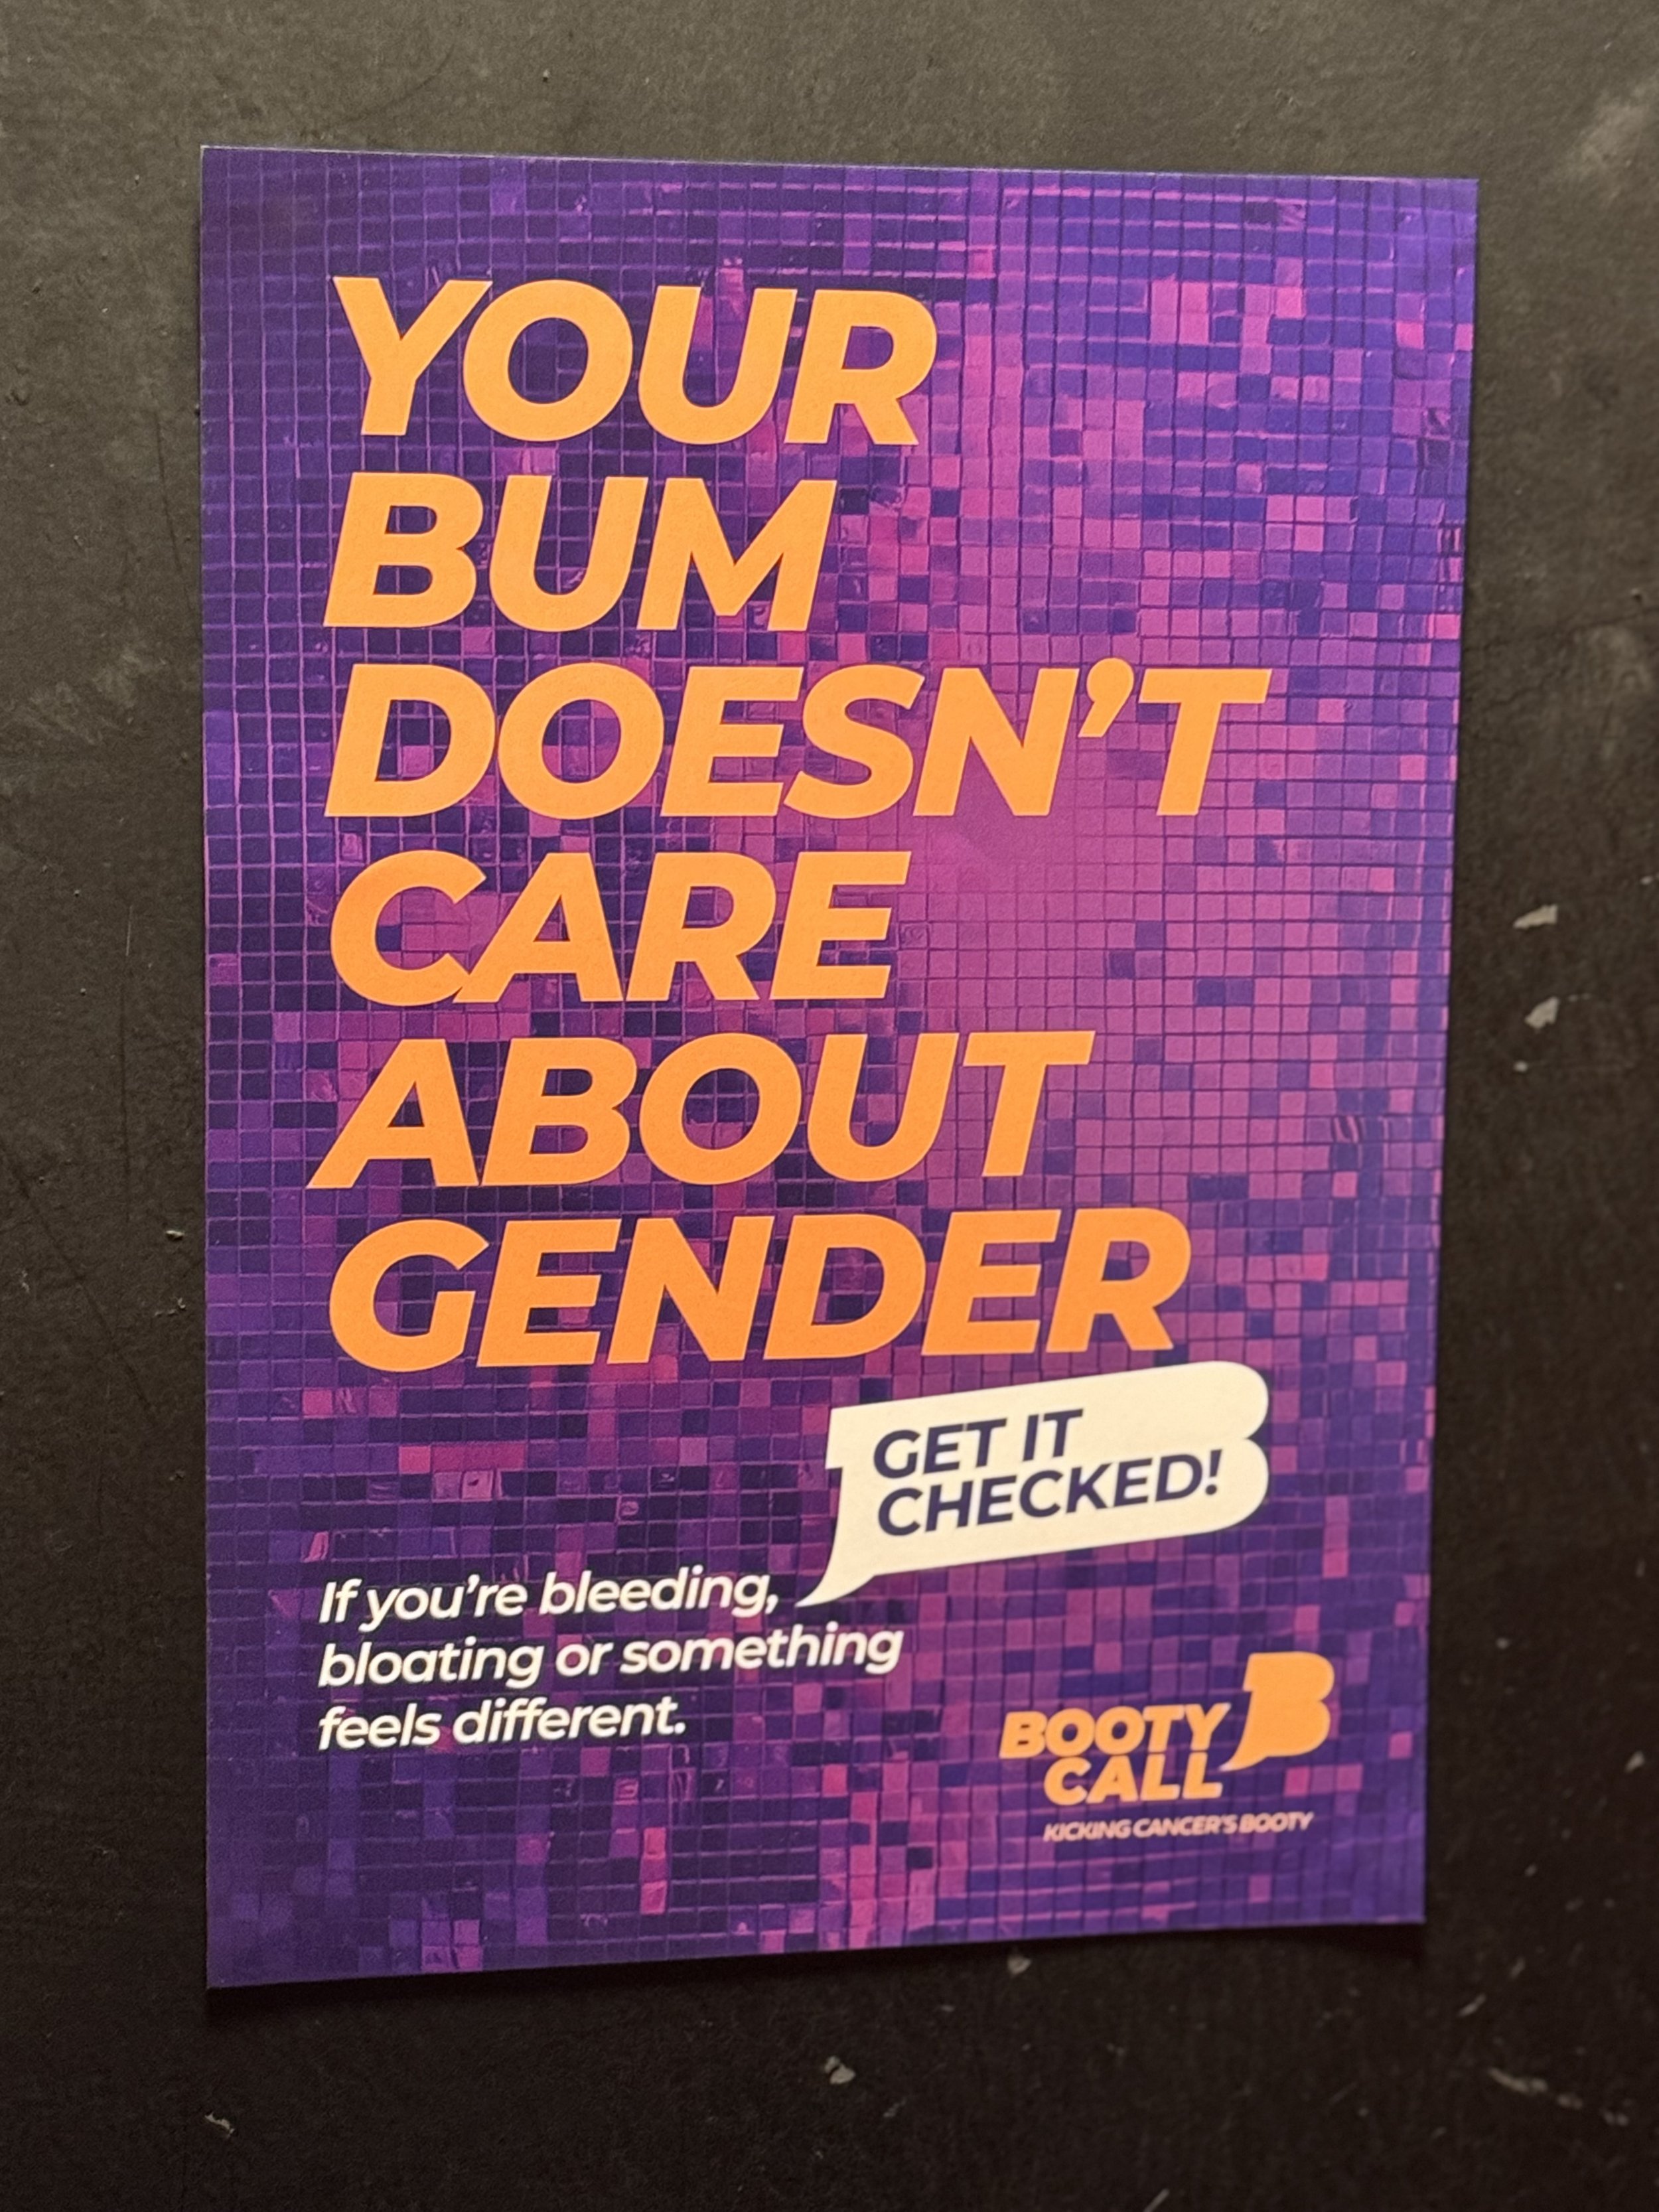 YOUR
BUM
DOESN'T
CARE
ABOUT
GENDER
GET IT
CHECKED!
If you're bleeding,
bloating or something
feels different.
BOOTY
CALL
B
KICKING CANCER'S BOOTY